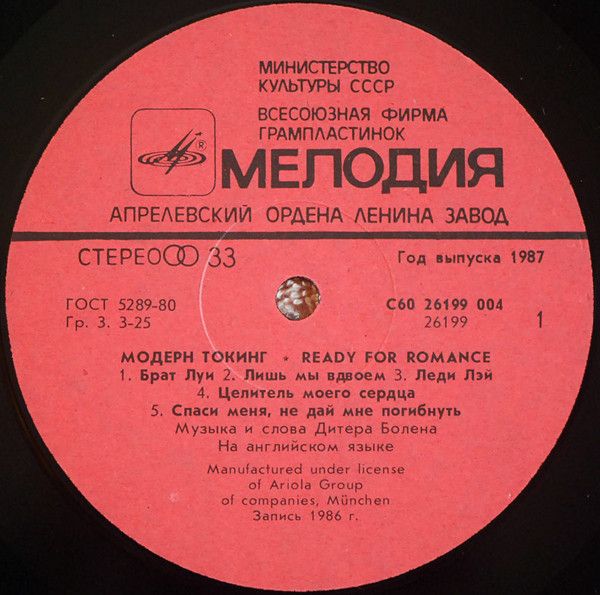 МИНИСТЕРСТВО
КУЛЬТУРЫ СССР
ВСЕСОЮЗНАЯ ФИРМА
ГРАМПЛАСТИНОК
®
МЕЛОДИЯ
АПРЕЛЕВСКИЙ ОРДЕНА ЛЕНИНА ЗАВОД
СТЕРЕО 33
Год выпуска 1987
ГОСТ 5289-80
Гр. 3. 3-25
С60 26199 004
26199
1
МОДЕРН ТОКИНГ * READY FOR ROMANCE
1. Брат Луи 2. Лишь мы вдвоем 3. Леди Лэй
4. Целитель моего сердца
5. Спаси меня, не дай мне погибнуть
Музыка и слова Дитера Болена
На английском языке
Manufactured under license
of Ariola Group
of companies, München
Запись 1986 г.